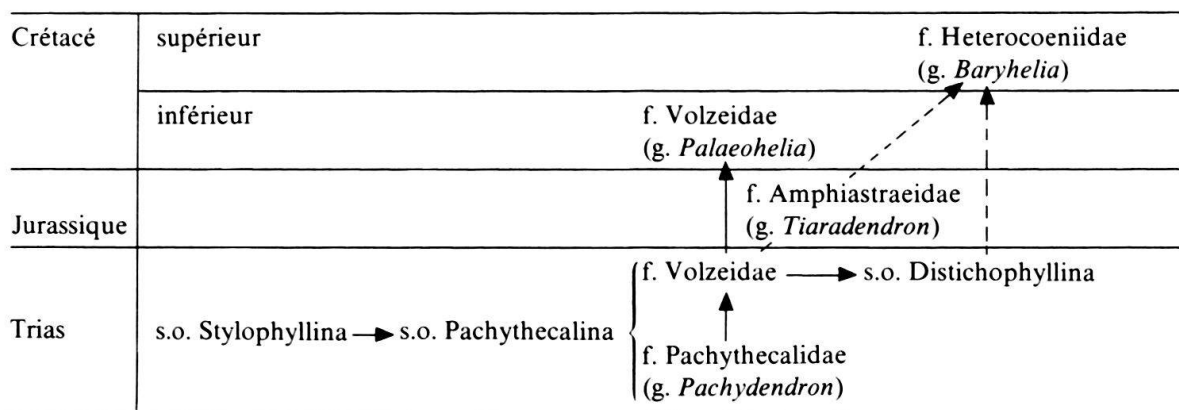 Crétacé supérieur f. Heterocoeniidae
(g. Baryhelia)
inférieur f. Volzeidae
(g. Palaeohelia)
f. Amphiastraeidae
Jurassique (g. Tiaradendron)
f. Volzeidae s.o. Distichophyllina
Trias s.o. Stylophyllina s.o. Pachythecalina
f. Pachythecalidae
(g. Pachydendron)